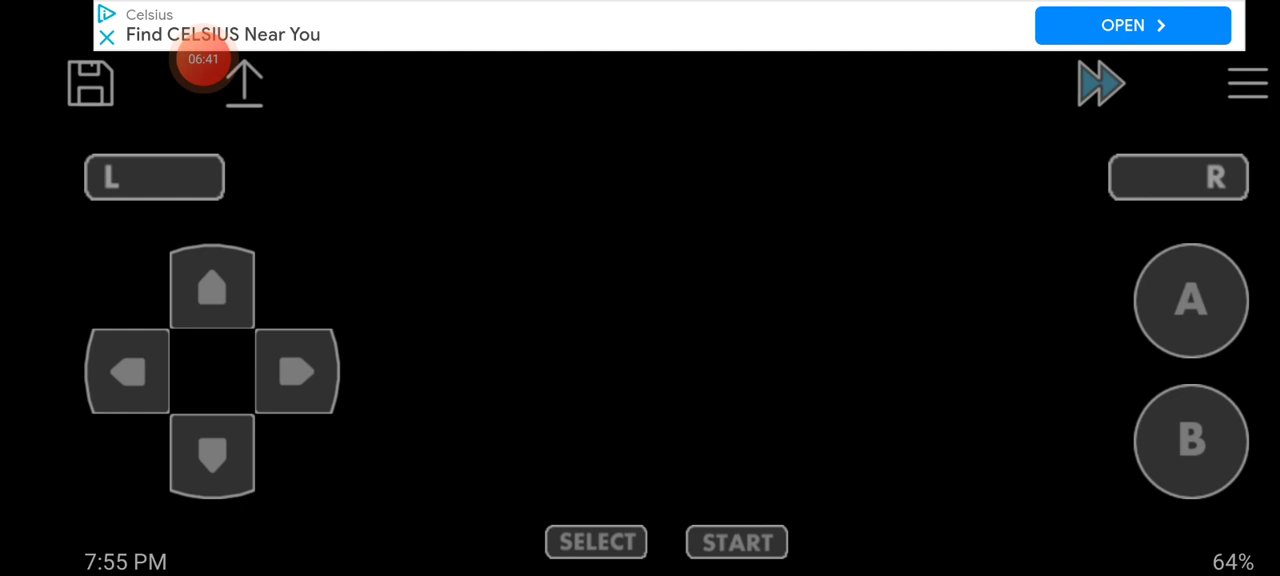 Celsius
Find CELSIUS Near You
OPEN
06:41
L
R
A
B
SELECT
START
7:55 PM
64%